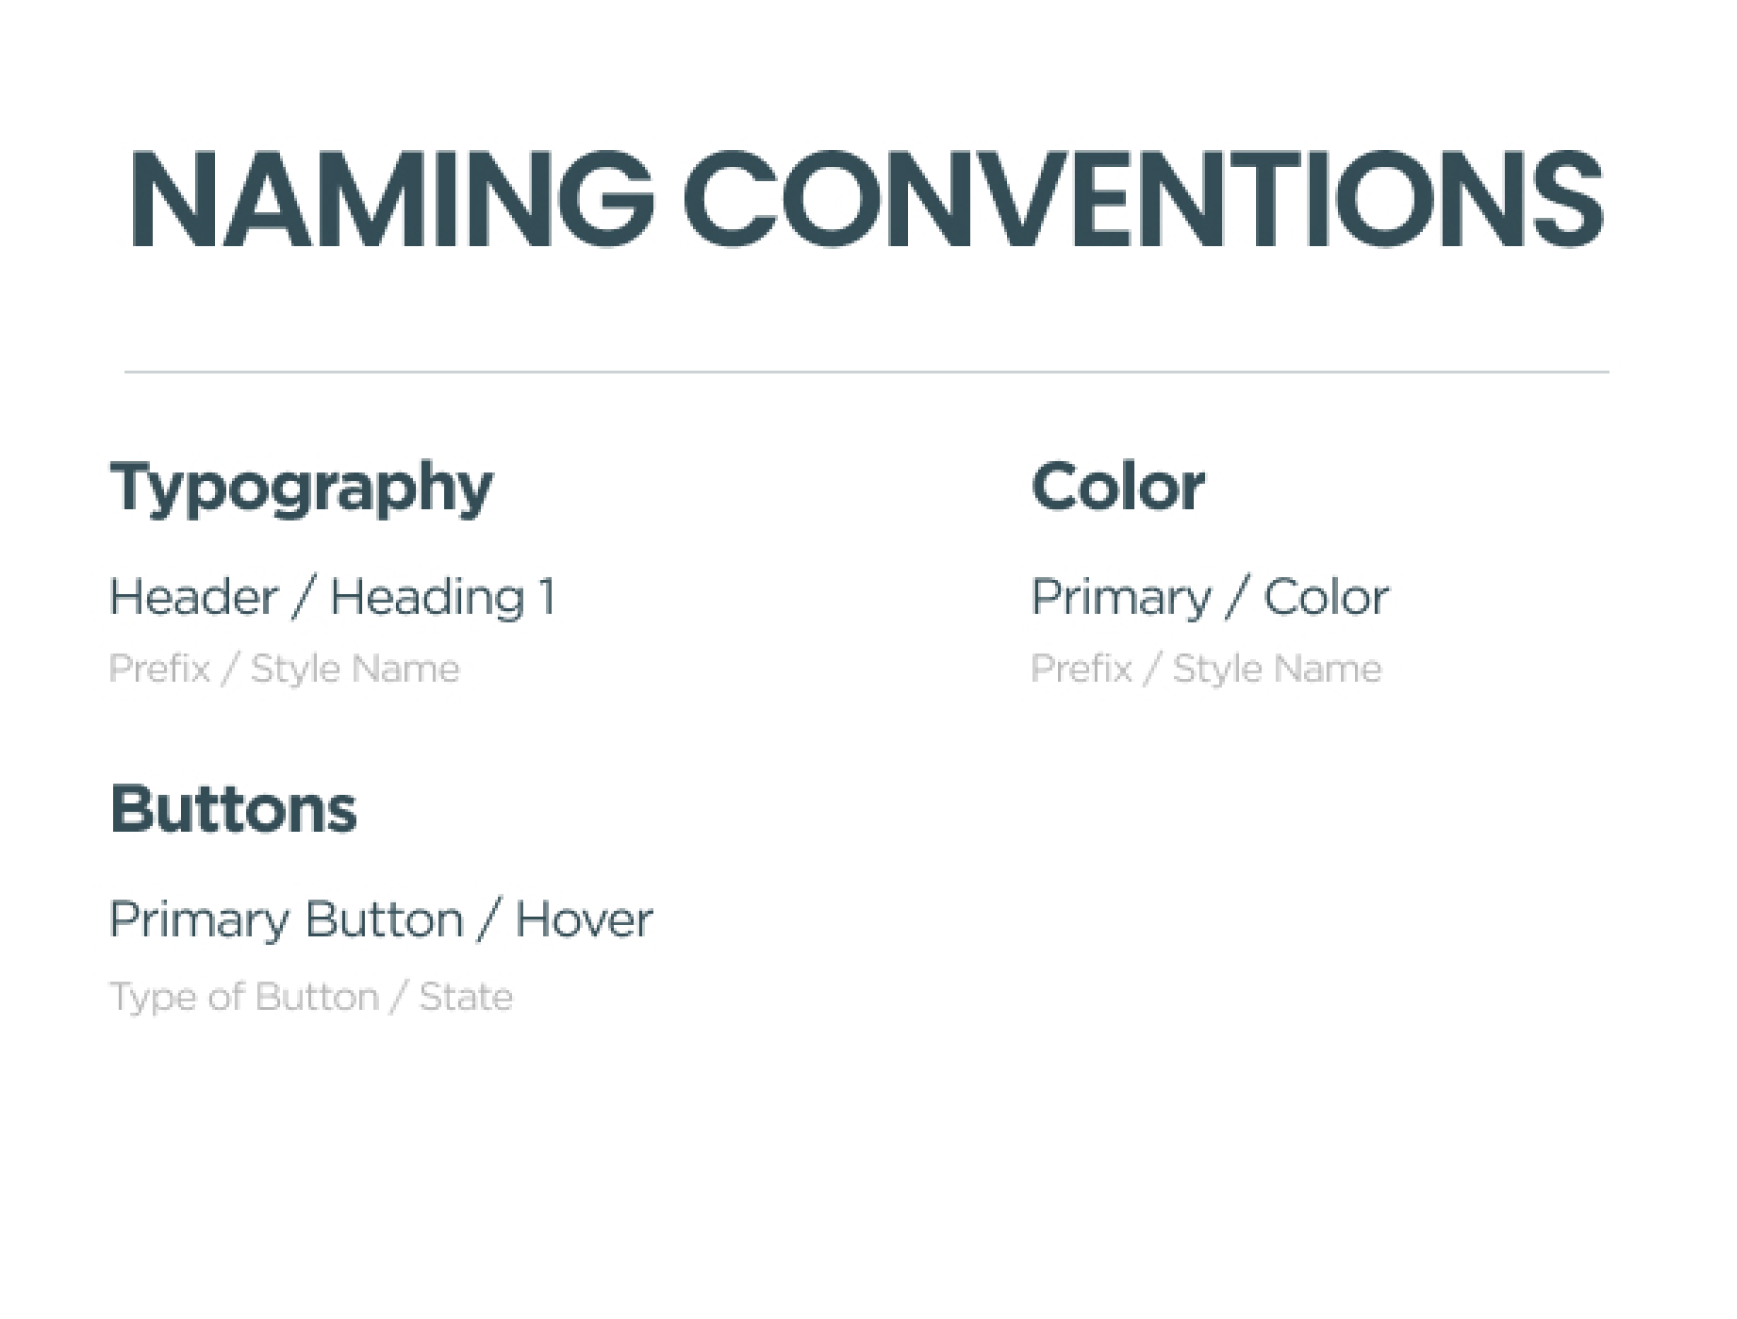 NAMING CONVENTIONS
Typography
Header / Heading 1
Prefix / Style Name
Color
Primary / Color
Prefix / Style Name
Buttons
Primary Button / Hover
Type of Button / State